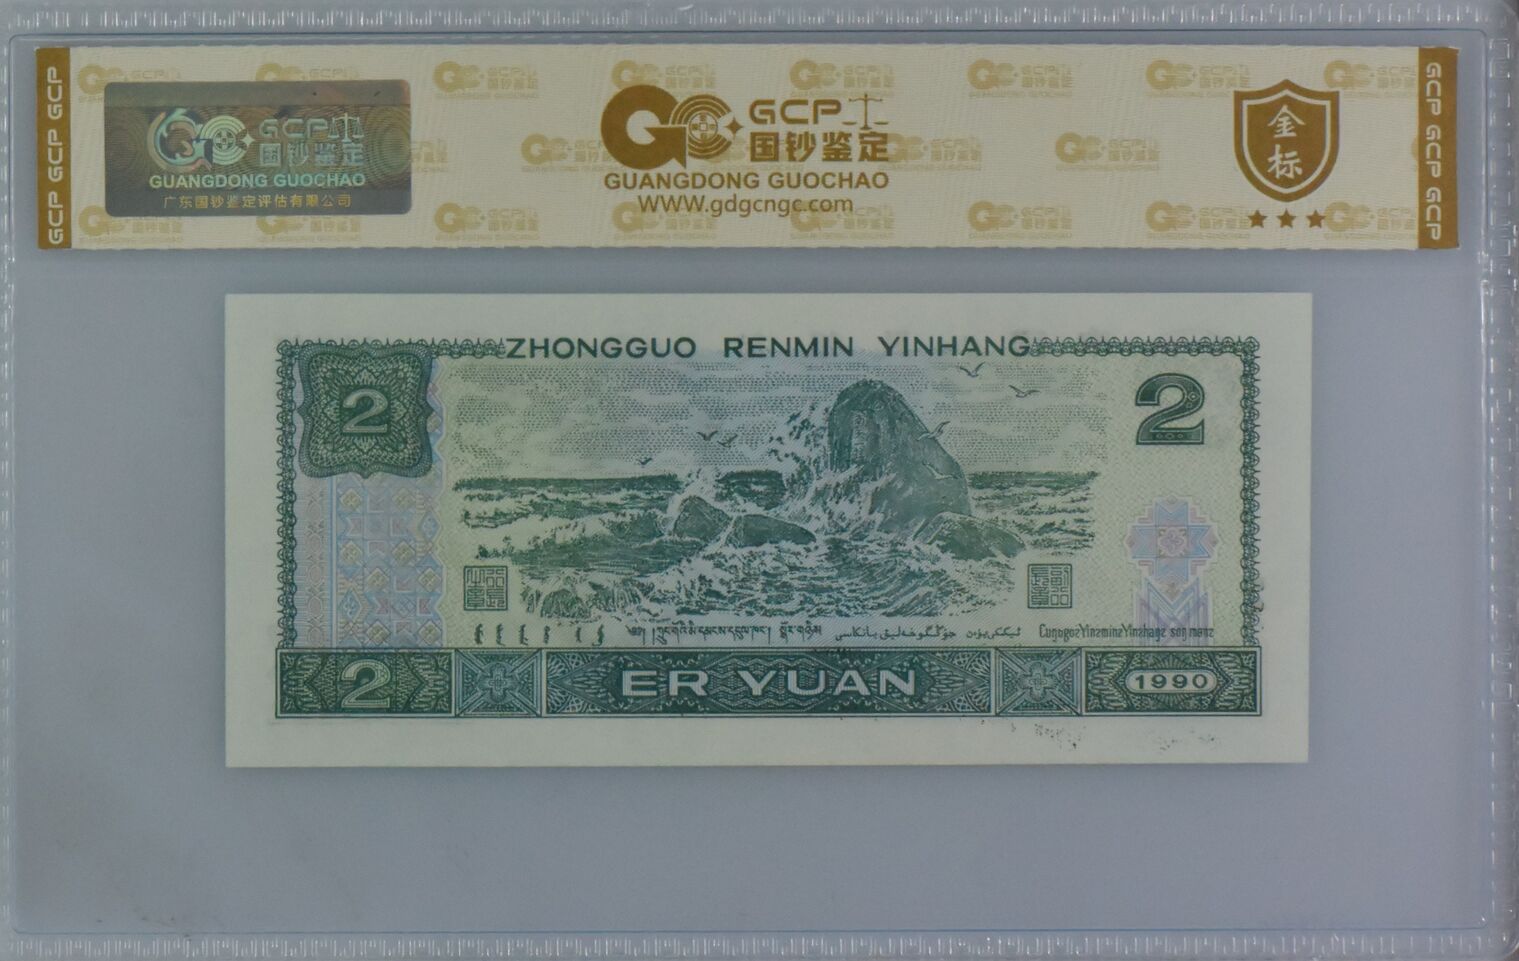 GCP GCP GCP
GCP
国钞鉴定
GUANGDONG GUOCHAO
广东国钞鉴定评估有限公司
GCP
国钞鉴定
GUANGDONG GUOCHAO
WWW.gdgcngc.com
金标
GCP GCP GCP
ZHONGGUO RENMIN YINHANG
2
2
2
ER YUAN
1990